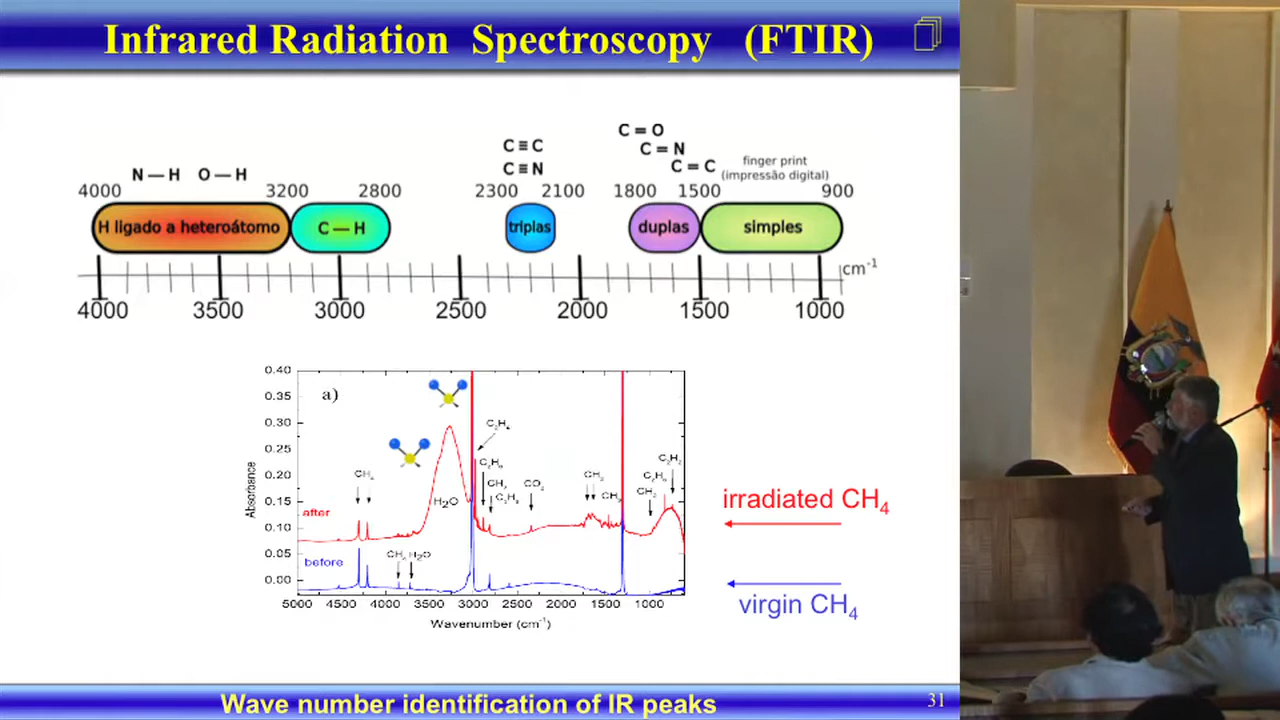 Infrared Radiation Spectroscopy (FTIR)
C = O
C ≡ C
C = N
N — H O — H
C ≡ N
C = C
finger print
(impressão digital)
4000 3200 2800 2300 2100 1800 1500 900
H ligado a heteroátomo
C — H
triplas
duplas
simples
cm-1
4000 3500 3000 2500 2000 1500 1000
a)
0.40
0.35
0.30
0.25
0.20
0.15
0.10
0.05
0.00
Absorbance
CH4
H2O
C2H4
C2H6
CH4
C3H8
CO2
CH3
C2H2
C2H6
CH2
after
before
CH4 H2O
5000 4500 4000 3500 3000 2500 2000 1500 1000
Wavenumber (cm-1)
irradiated CH4
virgin CH4
Wave number identification of IR peaks
31